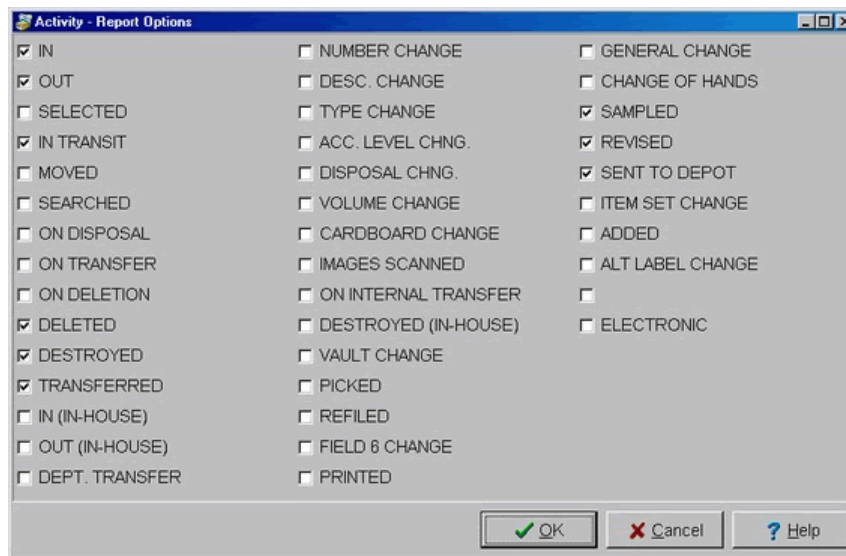 Activity - Report Options
IN
OUT
SELECTED
IN TRANSIT
MOVED
SEARCHED
ON DISPOSAL
ON TRANSFER
ON DELETION
DELETED
DESTROYED
TRANSFERRED
IN (IN-HOUSE)
OUT (IN-HOUSE)
DEPT. TRANSFER
NUMBER CHANGE
DESC. CHANGE
TYPE CHANGE
ACC. LEVEL CHNG.
DISPOSAL CHNG.
VOLUME CHANGE
CARDBOARD CHANGE
IMAGES SCANNED
ON INTERNAL TRANSFER
DESTROYED (IN-HOUSE)
VAULT CHANGE
PICKED
REFILED
FIELD 6 CHANGE
PRINTED
GENERAL CHANGE
CHANGE OF HANDS
SAMPLED
REVISED
SENT TO DEPOT
ITEM SET CHANGE
ADDED
ALT LABEL CHANGE
ELECTRONIC
OK
Cancel
? Help